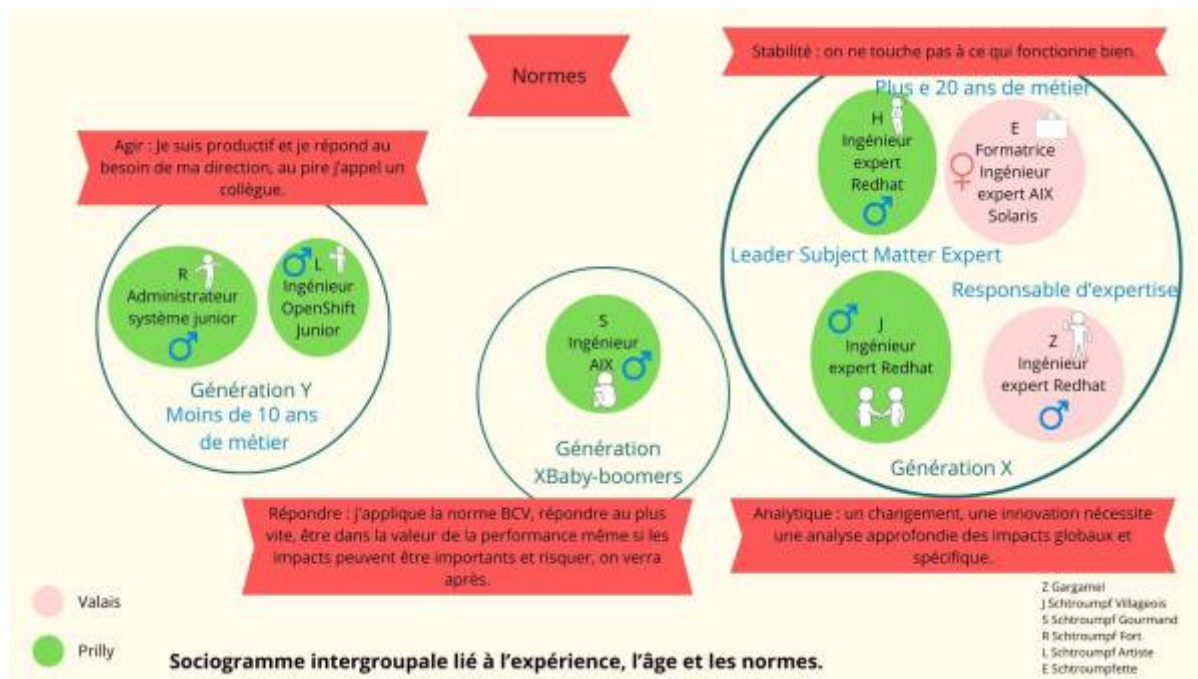 Normes
Stabilité : on ne touche pas à ce qui fonctionne bien.
Plus e 20 ans de métier
H
Ingénieur
expert
Redhat
E
Formatrice
Ingénieur
expert AIX
Solaris
Leader Subject Matter Expert
Responsable d'expertise
J
Ingénieur
expert Redhat
Z
Ingénieur
expert Redhat
Génération X
Analytique : un changement, une innovation nécessite
une analyse approfondie des impacts globaux et
spécifique.
Agir : Je suis productif et je répond au
besoin de ma direction, au pire j'appel un
collègue.
R
Administrateur
système junior
L
Ingénieur
OpenShift
Junior
Génération Y
Moins de 10 ans
de métier
S
Ingénieur
AIX
Génération
XBaby-boomers
Répondre : j'applique la norme BCV, répondre au plus
vite, être dans la valeur de la performance même si les
impacts peuvent être importants et risquer, on verra
après.
Valais
Prilly
Sociogramme intergroupale lié à l'expérience, l'âge et les normes.
Z Gargamel
J Schtroumpf Villageois
S Schtroumpf Gourmand
R Schtroumpf Fort
L Schtroumpf Artiste
E Schtroumpfette